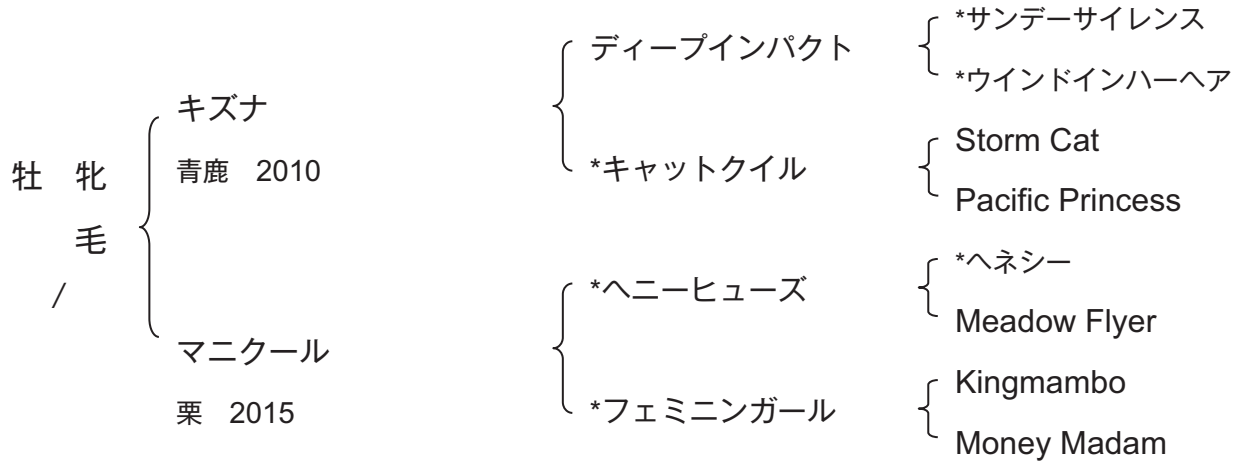 牡 牝
毛
/
キズナ
青鹿 2010
マニクール
栗 2015
ディープインパクト
*キャットクイル
*ヘニーヒューズ
*フェミニンガール
*サンデーサイレンス
*ウインドインハーヘア
Storm Cat
Pacific Princess
*ヘネシー
Meadow Flyer
Kingmambo
Money Madam